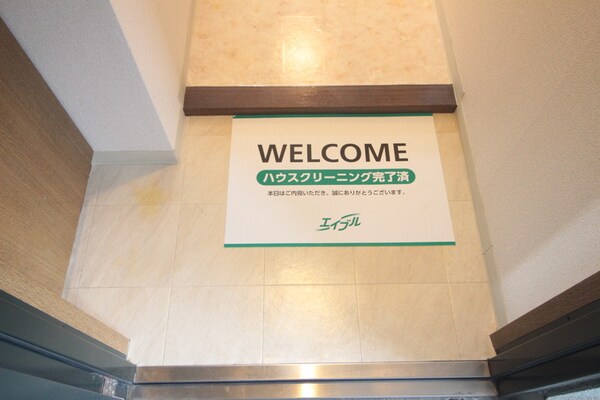 WELCOME
ハウスクリーニング完了済
本日はご内見いただき、誠にありがとうございます。
エイブル